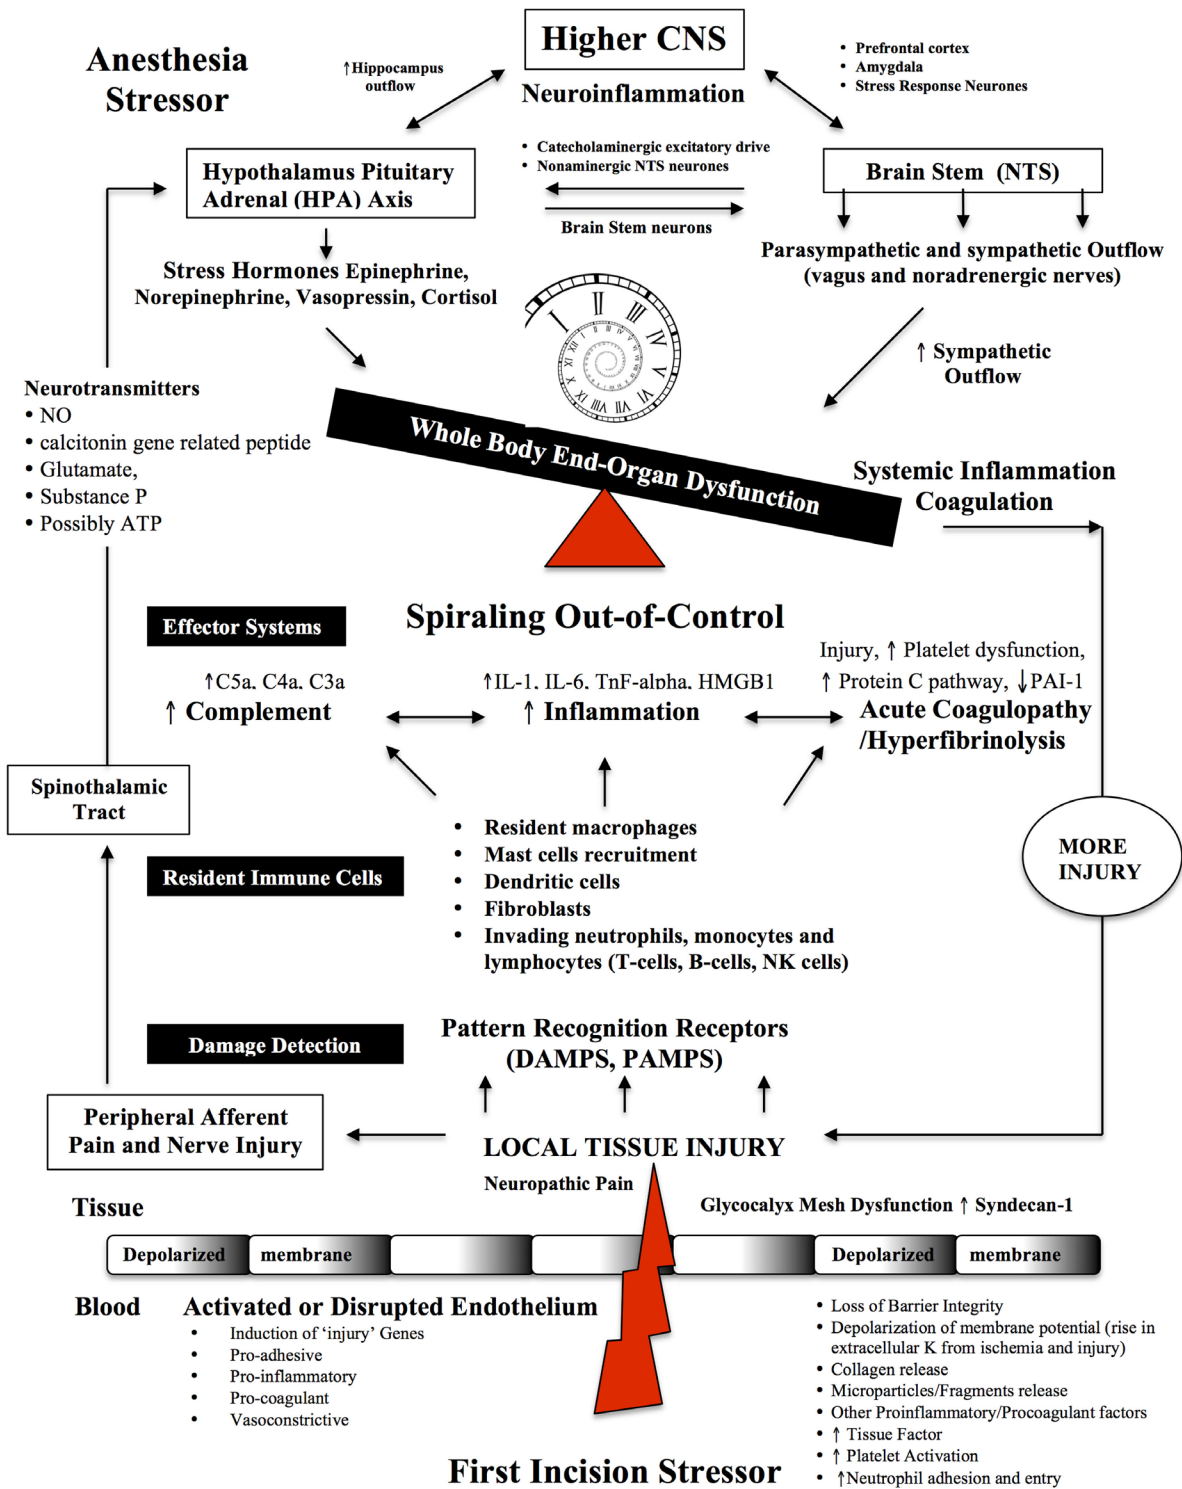 Higher CNS
Neuroinflammation
Anesthesia
Stressor
↑Hippocampus
outflow
• Prefrontal cortex
• Amygdala
• Stress Response Neurones
• Catecholaminergic excitatory drive
• Nonaminergic NTS neurones
Brain Stem neurons
Hypothalamus Pituitary
Adrenal (HPA) Axis
Brain Stem (NTS)
Stress Hormones Epinephrine,
Norepinephrine, Vasopressin, Cortisol
Parasympathetic and sympathetic Outflow
(vagus and noradrenergic nerves)
I II III IV V VI VII VIII IX X XI XII
↑ Sympathetic
Outflow
Neurotransmitters
• NO
• calcitonin gene related peptide
• Glutamate,
• Substance P
• Possibly ATP
Whole Body End-Organ Dysfunction
Systemic Inflammation
Coagulation
Spiraling Out-of-Control
Effector Systems
↑C5a, C4a, C3a
↑ Complement
↑IL-1, IL-6, TnF-alpha, HMGB1
↑ Inflammation
Injury, ↑ Platelet dysfunction,
↑ Protein C pathway, ↓PAI-1
Acute Coagulopathy
/Hyperfibrinolysis
Spinothalamic
Tract
Resident Immune Cells
• Resident macrophages
• Mast cells recruitment
• Dendritic cells
• Fibroblasts
• Invading neutrophils, monocytes and
lymphocytes (T-cells, B-cells, NK cells)
MORE
INJURY
Damage Detection
Pattern Recognition Receptors
(DAMPS, PAMPS)
Peripheral Afferent
Pain and Nerve Injury
LOCAL TISSUE INJURY
Neuropathic Pain
Tissue
Glycocalyx Mesh Dysfunction ↑ Syndecan-1
Depolarized membrane
Depolarized membrane
Blood
Activated or Disrupted Endothelium
• Induction of ‘injury’ Genes
• Pro-adhesive
• Pro-inflammatory
• Pro-coagulant
• Vasoconstrictive
• Loss of Barrier Integrity
• Depolarization of membrane potential (rise in
extracellular K from ischemia and injury)
• Collagen release
• Microparticles/Fragments release
• Other Proinflammatory/Procoagulant factors
• ↑ Tissue Factor
• ↑ Platelet Activation
• ↑Neutrophil adhesion and entry
First Incision Stressor